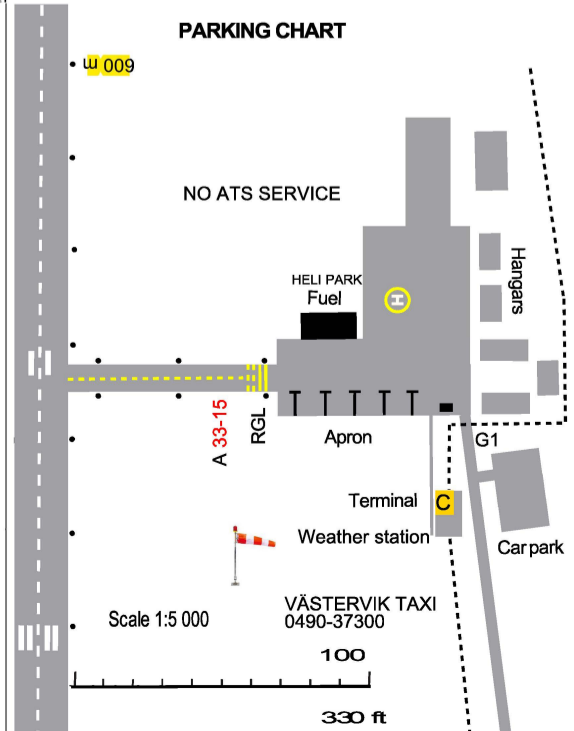 PARKING CHART
600 m
NO ATS SERVICE
HELI PARK
Fuel
H
Hangars
A 33-15
RGL
Apron
G1
Terminal
C
Weather station
Car park
Scale 1:5 000
VÄSTERVIK TAXI
0490-37300
100
330 ft